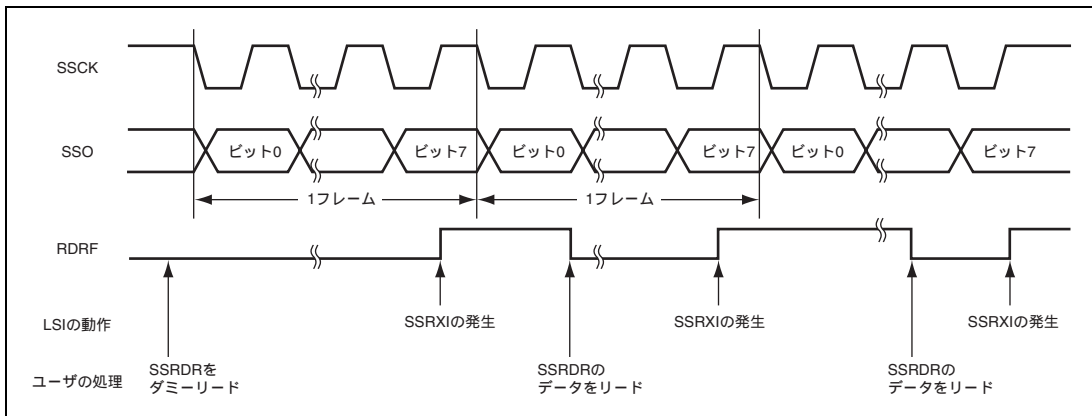 SSCK
SSO
ビット0
ビット7
ビット0
ビット7
ビット0
ビット7
1フレーム
1フレーム
RDRF
LSIの動作
SSRXIの発生
SSRXIの発生
SSRXIの発生
ユーザの処理
SSRDRを
ダミーリード
SSRDRの
データをリード
SSRDRの
データをリード